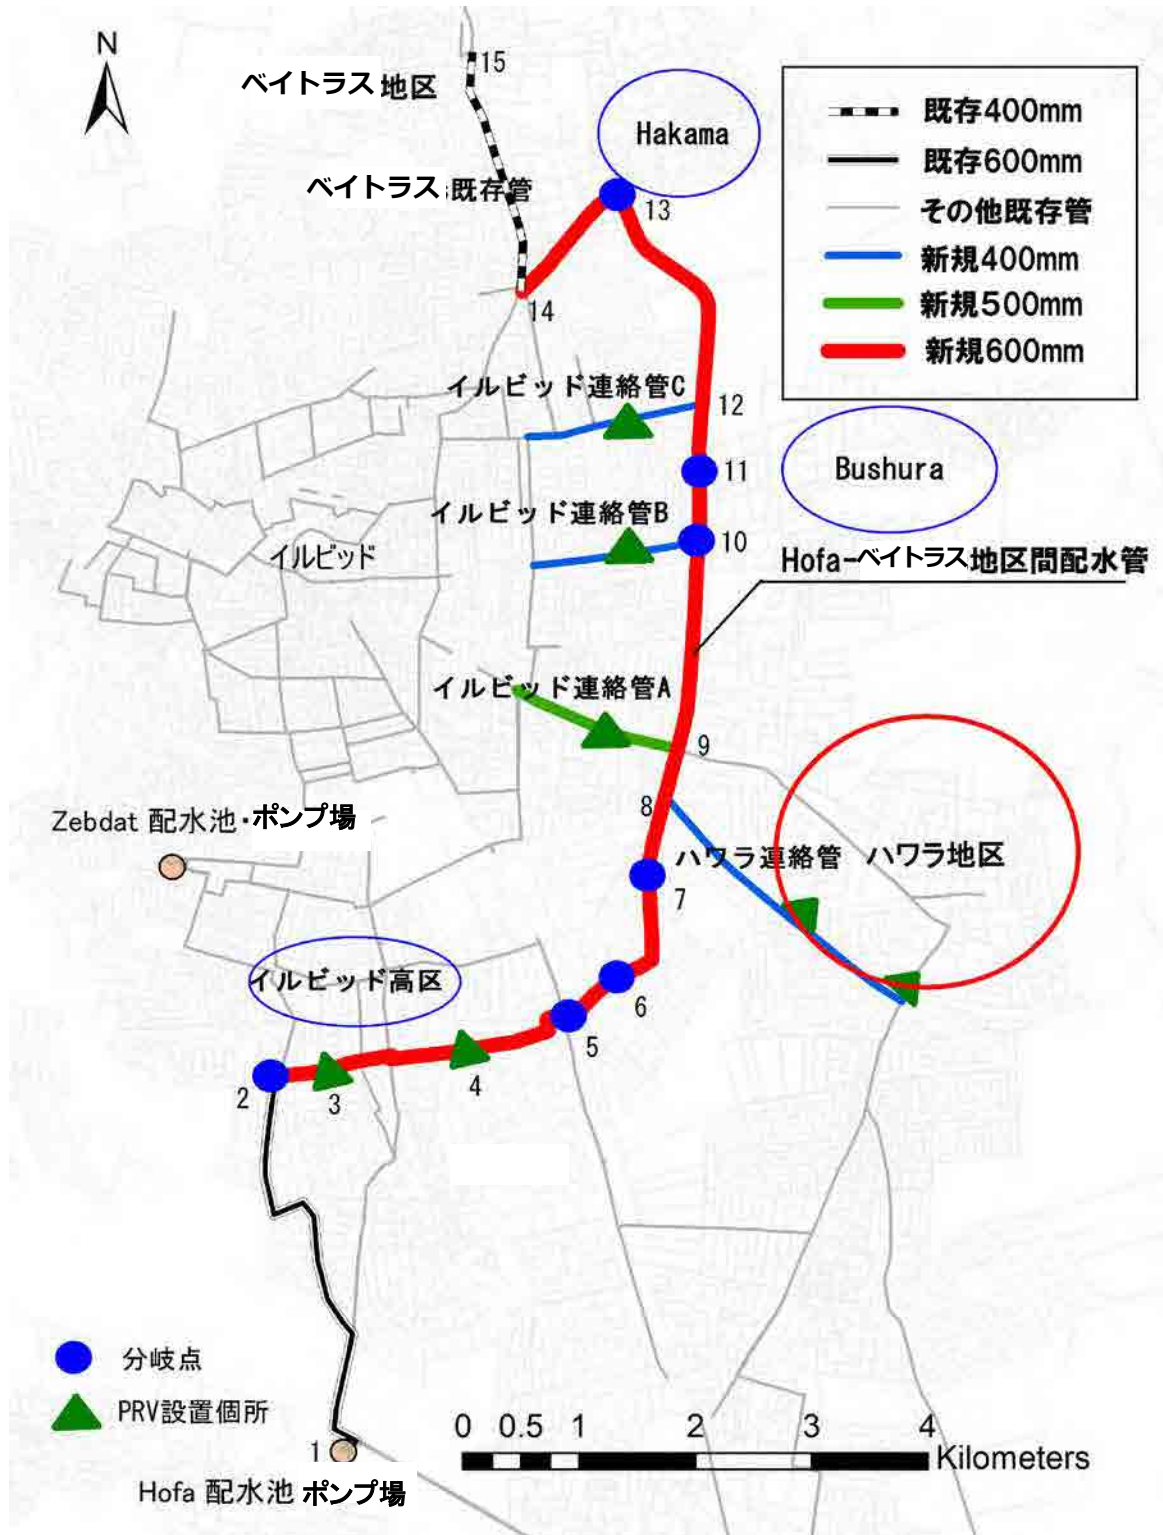 N
15
ベイトラス 地区
Hakama
既存400mm
既存600mm
その他既存管
新規400mm
新規500mm
新規600mm
ベイトラス 既存管
13
14
イルビッド連絡管C
12
Bushura
11
イルビッド連絡管B
10
イルビッド
Hofa-ベイトラス地区間配水管
イルビッド連絡管A
9
8
Zebdat 配水池・ポンプ場
ハワラ連絡管
ハワラ地区
7
イルビッド高区
6
5
4
3
2
分岐点
PRV設置個所
1
Hofa 配水池 ポンプ場
0 0.5 1 2 3 4
Kilometers